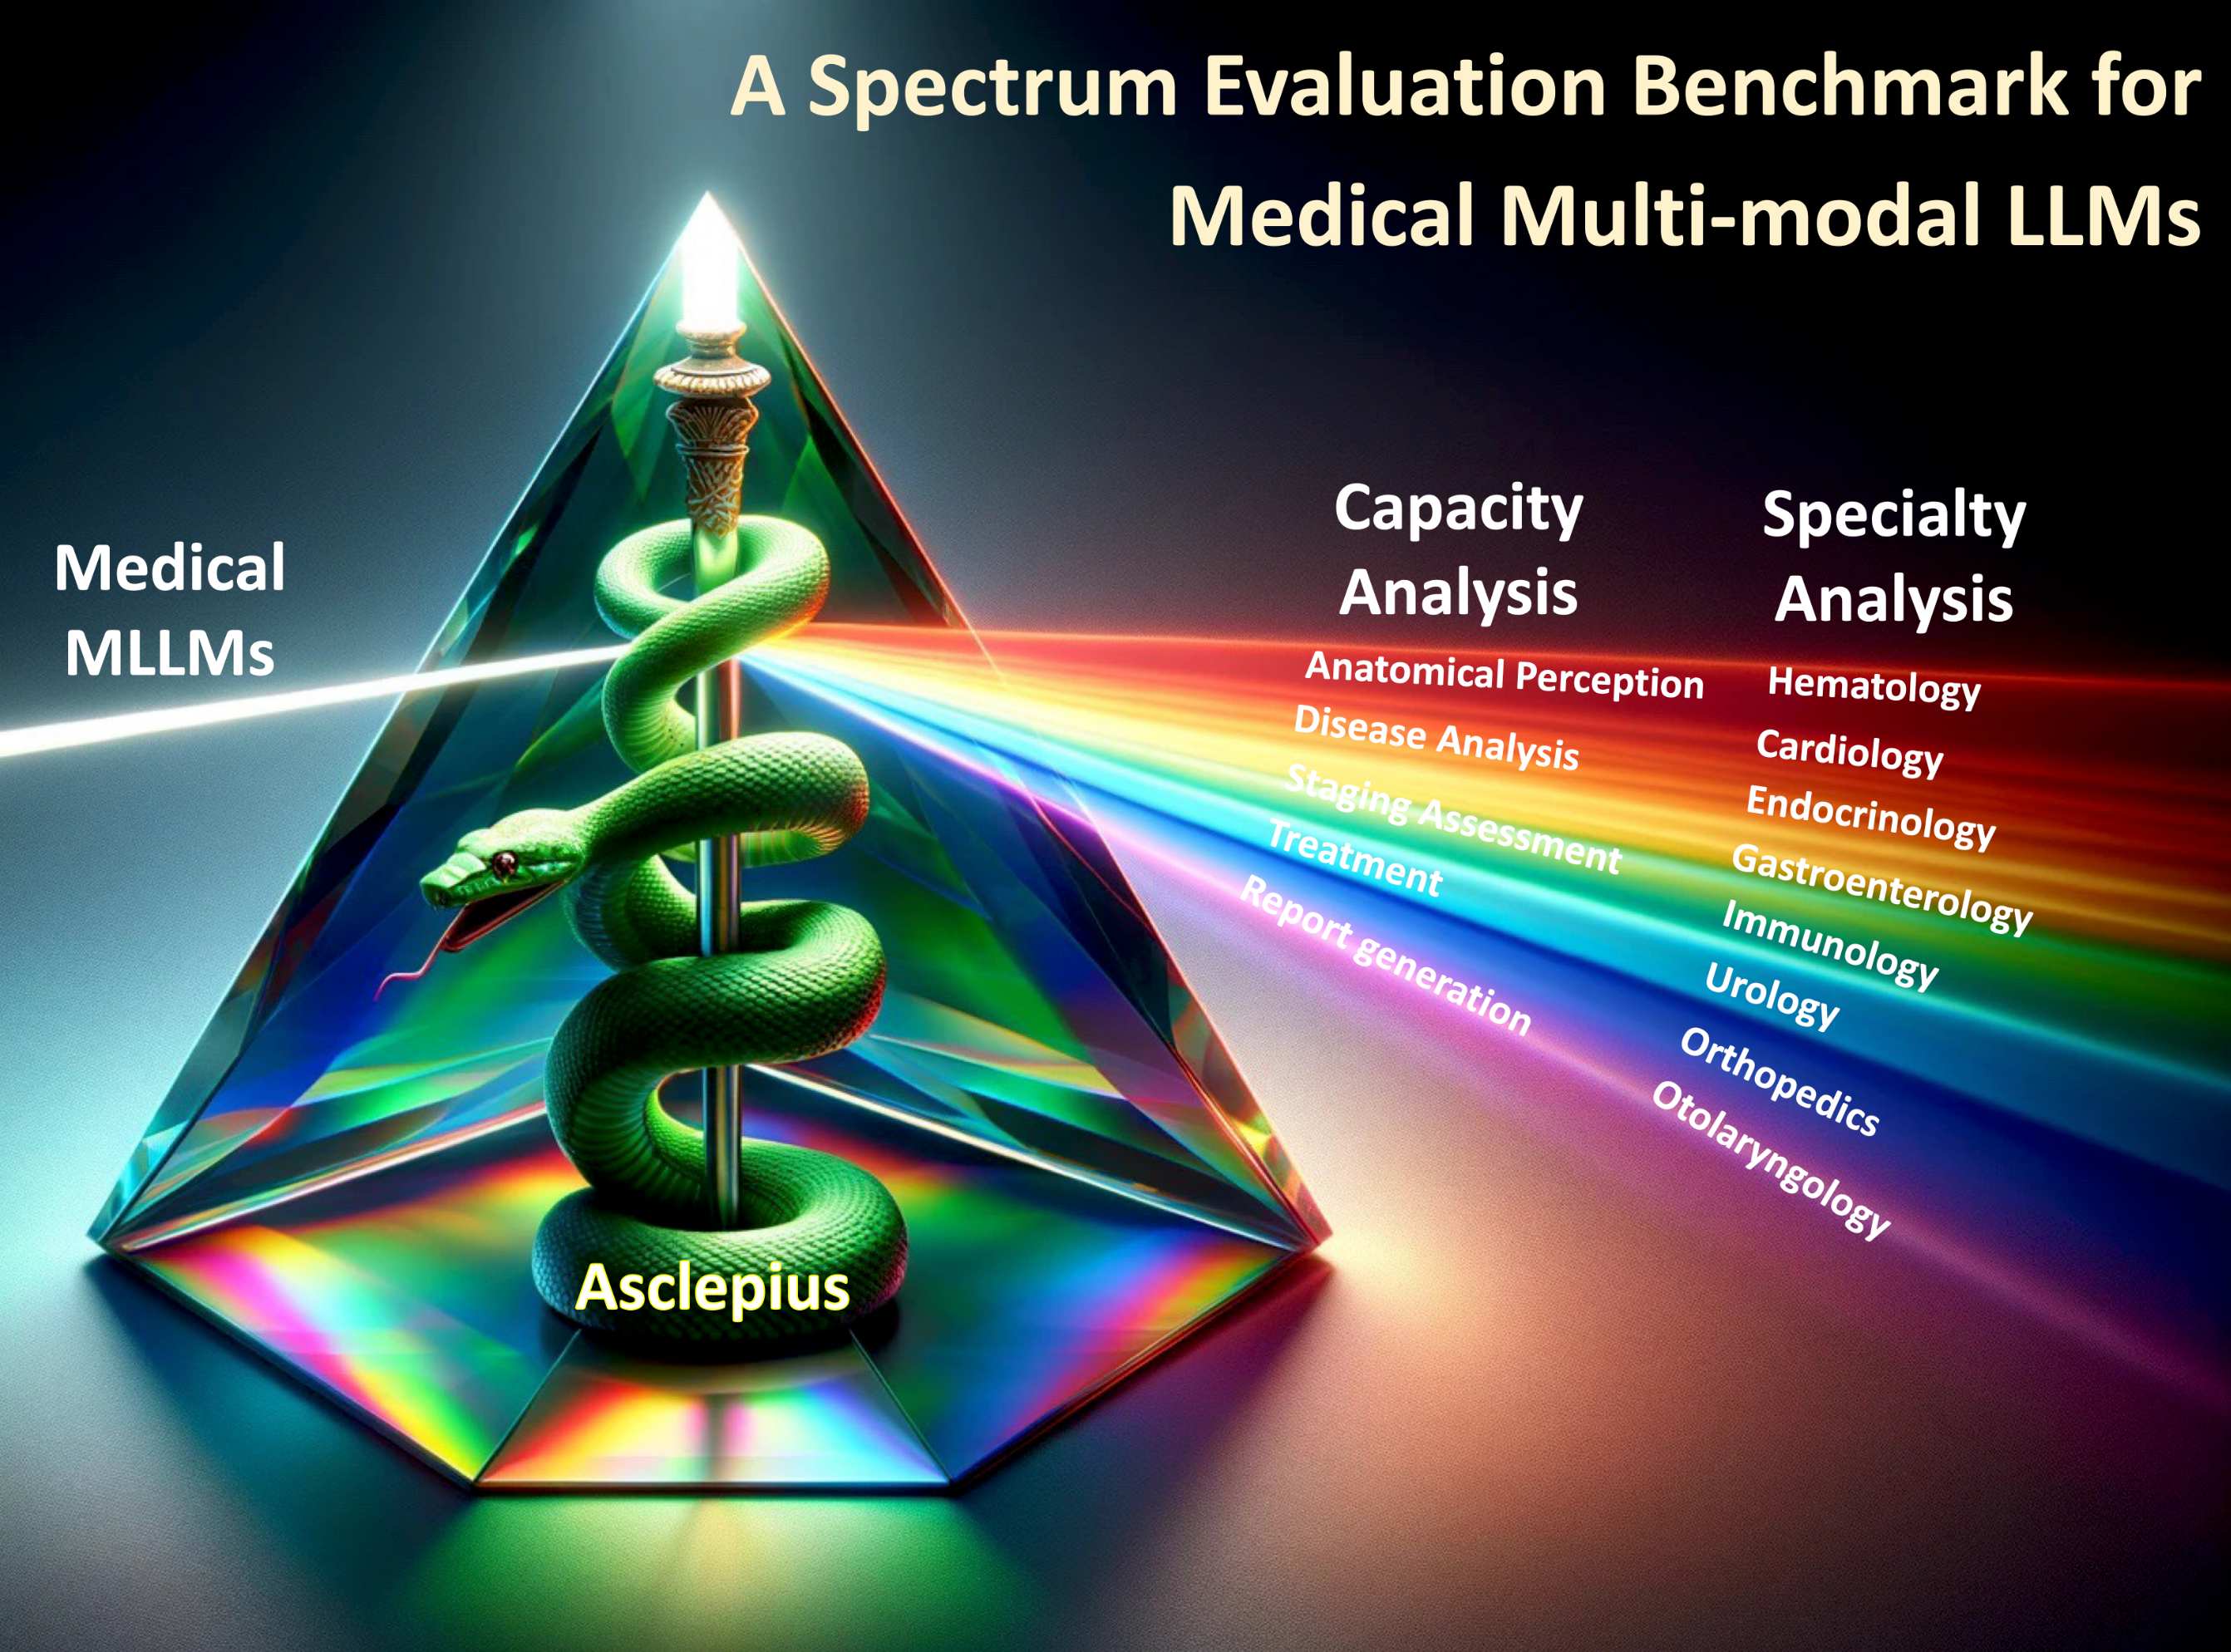 A Spectrum Evaluation Benchmark for
Medical Multi-modal LLMs
Medical
MLLMs
Capacity
Analysis
Anatomical Perception
Disease Analysis
Staging Assessment
Treatment
Report generation
Specialty
Analysis
Hematology
Cardiology
Endocrinology
Gastroenterology
Immunology
Urology
Orthopedics
Otolaryngology
Asclepius